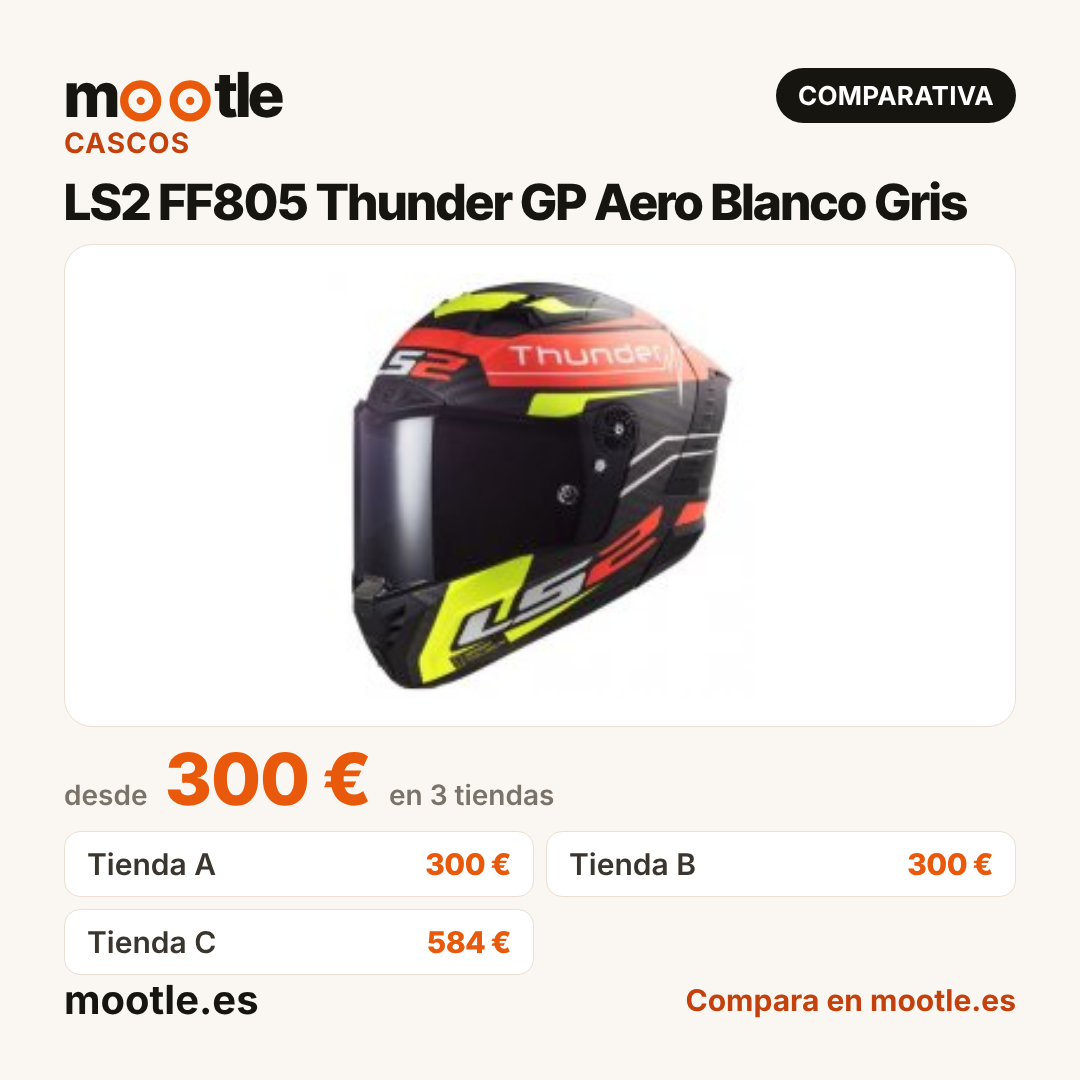 mootle
COMPARATIVA
CASCOS
LS2 FF805 Thunder GP Aero Blanco Gris
Thunder
LS2
LS2
desde 300 € en 3 tiendas
Tienda A 300 €
Tienda B 300 €
Tienda C 584 €
mootle.es
Compara en mootle.es